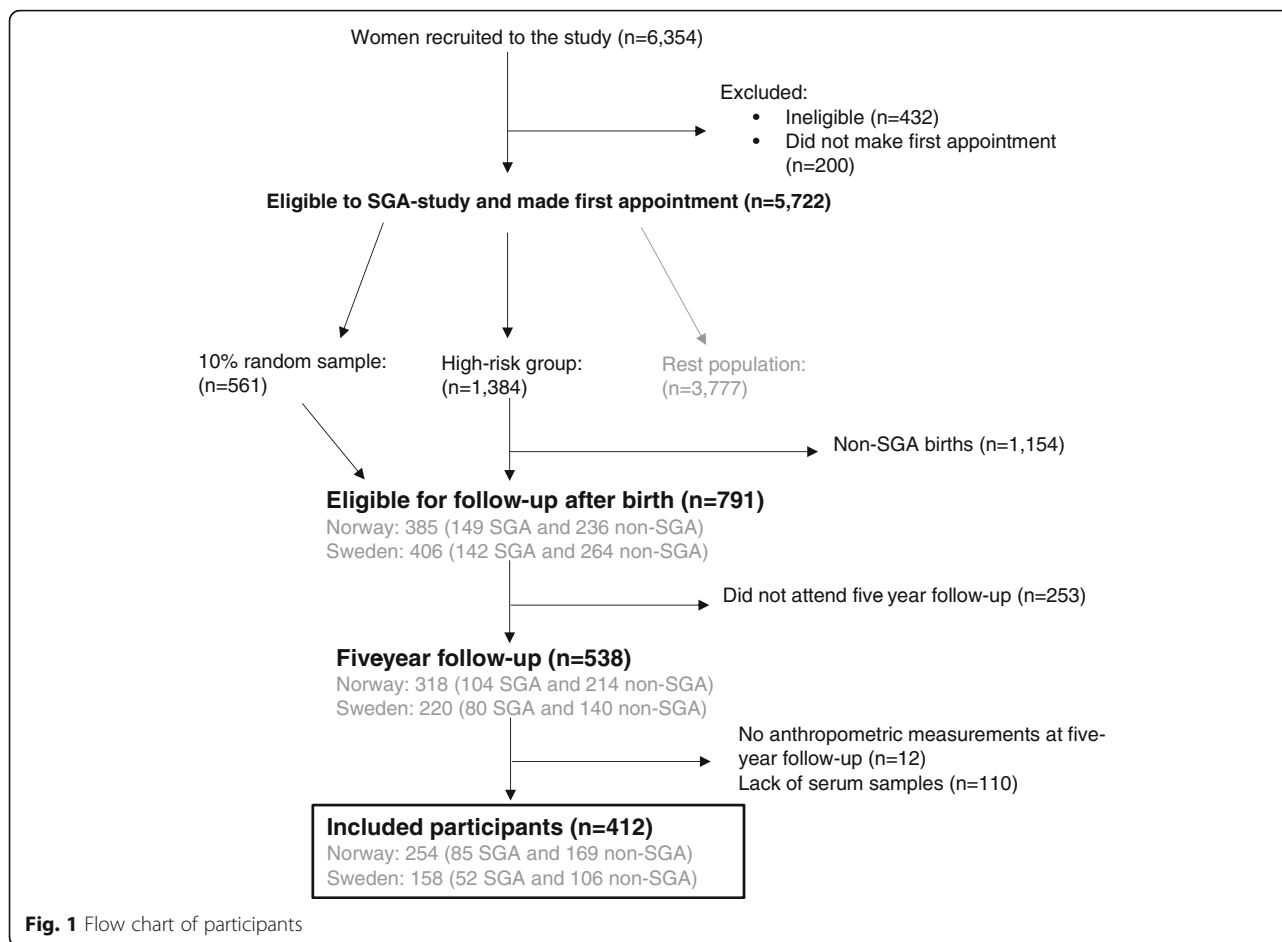 Women recruited to the study (n=6,354)
Excluded:
• Ineligible (n=432)
• Did not make first appointment
(n=200)
Eligible to SGA-study and made first appointment (n=5,722)
10% random sample:
(n=561)
High-risk group:
(n=1,384)
Rest population:
(n=3,777)
Non-SGA births (n=1,154)
Eligible for follow-up after birth (n=791)
Norway: 385 (149 SGA and 236 non-SGA)
Sweden: 406 (142 SGA and 264 non-SGA)
Did not attend five year follow-up (n=253)
Fiveyear follow-up (n=538)
Norway: 318 (104 SGA and 214 non-SGA)
Sweden: 220 (80 SGA and 140 non-SGA)
No anthropometric measurements at five-
year follow-up (n=12)
Lack of serum samples (n=110)
Included participants (n=412)
Norway: 254 (85 SGA and 169 non-SGA)
Sweden: 158 (52 SGA and 106 non-SGA)
Fig. 1 Flow chart of participants